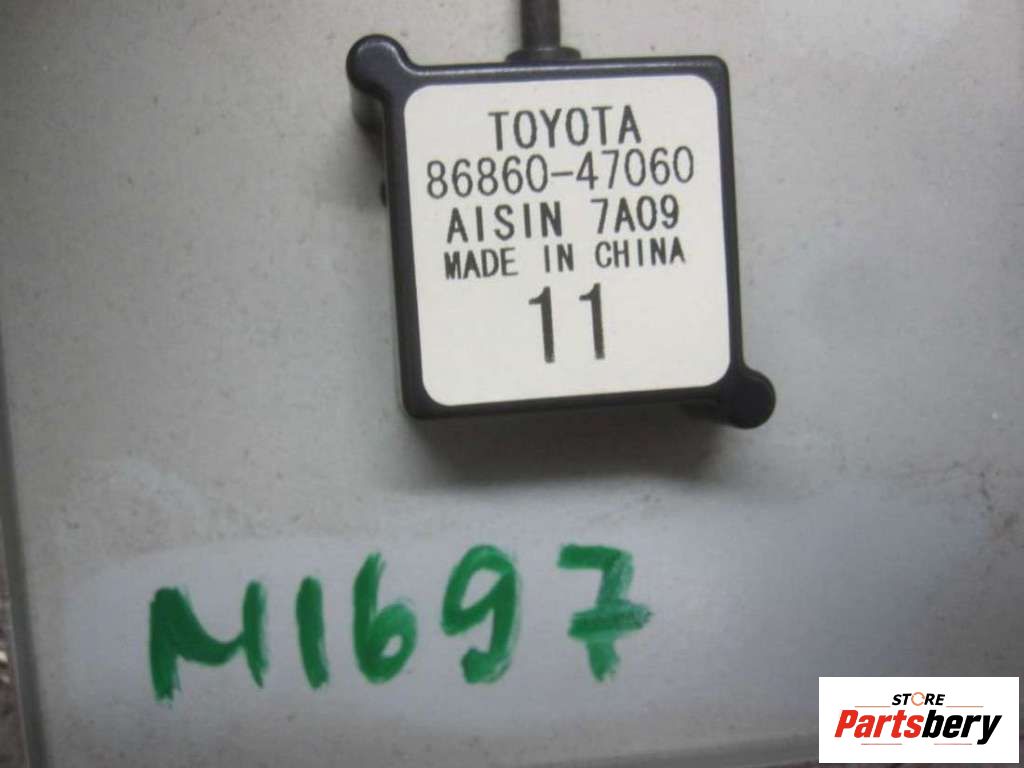 TOYOTA
86860-47060
AISIN 7A09
MADE IN CHINA
11
M1697
STORE
Partsbery